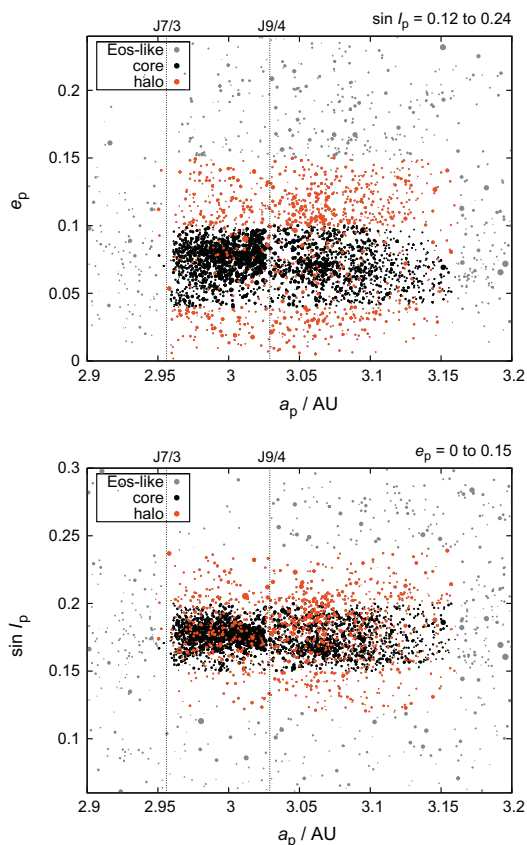 sin Ip = 0.12 to 0.24
J7/3 J9/4
Eos-like
core
halo
0.2
0.15
0.1
0.05
0
ep
2.9 2.95 3 3.05 3.1 3.15 3.2
ap / AU
ep = 0 to 0.15
J7/3 J9/4
0.3
Eos-like
core
halo
0.25
0.2
0.15
0.1
sin Ip
2.9 2.95 3 3.05 3.1 3.15 3.2
ap / AU